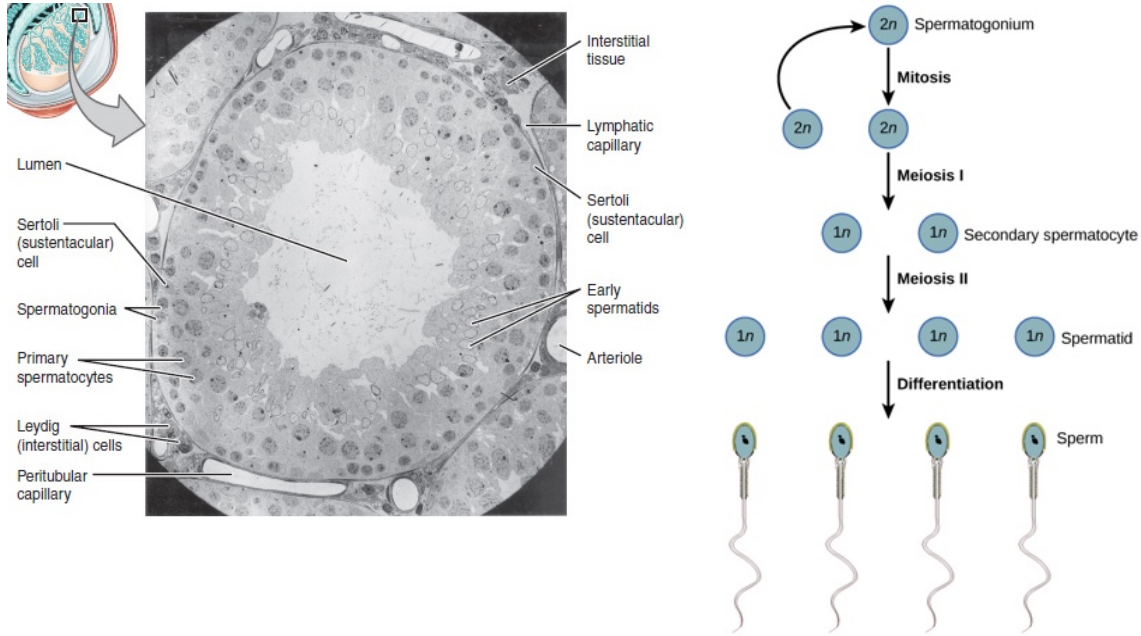 Lumen
Sertoli
(sustentacular)
cell
Spermatogonia
Primary
spermatocytes
Leydig
(interstitial) cells
Peritubular
capillary
Interstitial
tissue
Lymphatic
capillary
Sertoli
(sustentacular)
cell
Early
spermatids
Arteriole
2n
Spermatogonium
Mitosis
2n
2n
Meiosis I
1n
1n
Secondary spermatocyte
Meiosis II
1n
1n
1n
1n
Spermatid
Differentiation
Sperm